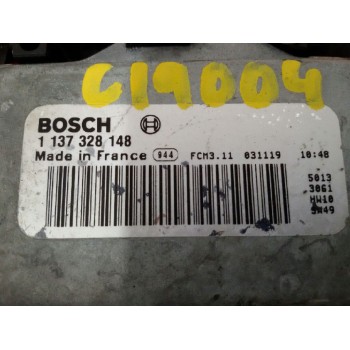 C19004
BOSCH
1 137 328 148
Made in France 944 FCM3.11 031119 10:48
5013
3061
HW10
SW49